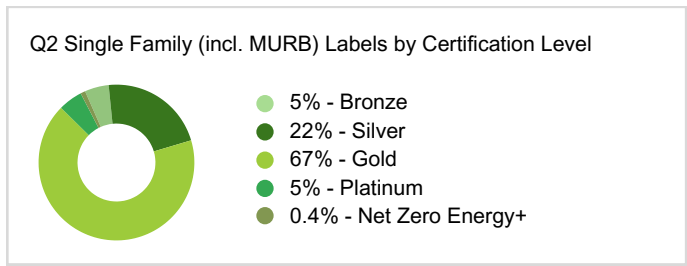 Q2 Single Family (incl. MURB) Labels by Certification Level
5% - Bronze
22% - Silver
67% - Gold
5% - Platinum
0.4% - Net Zero Energy+